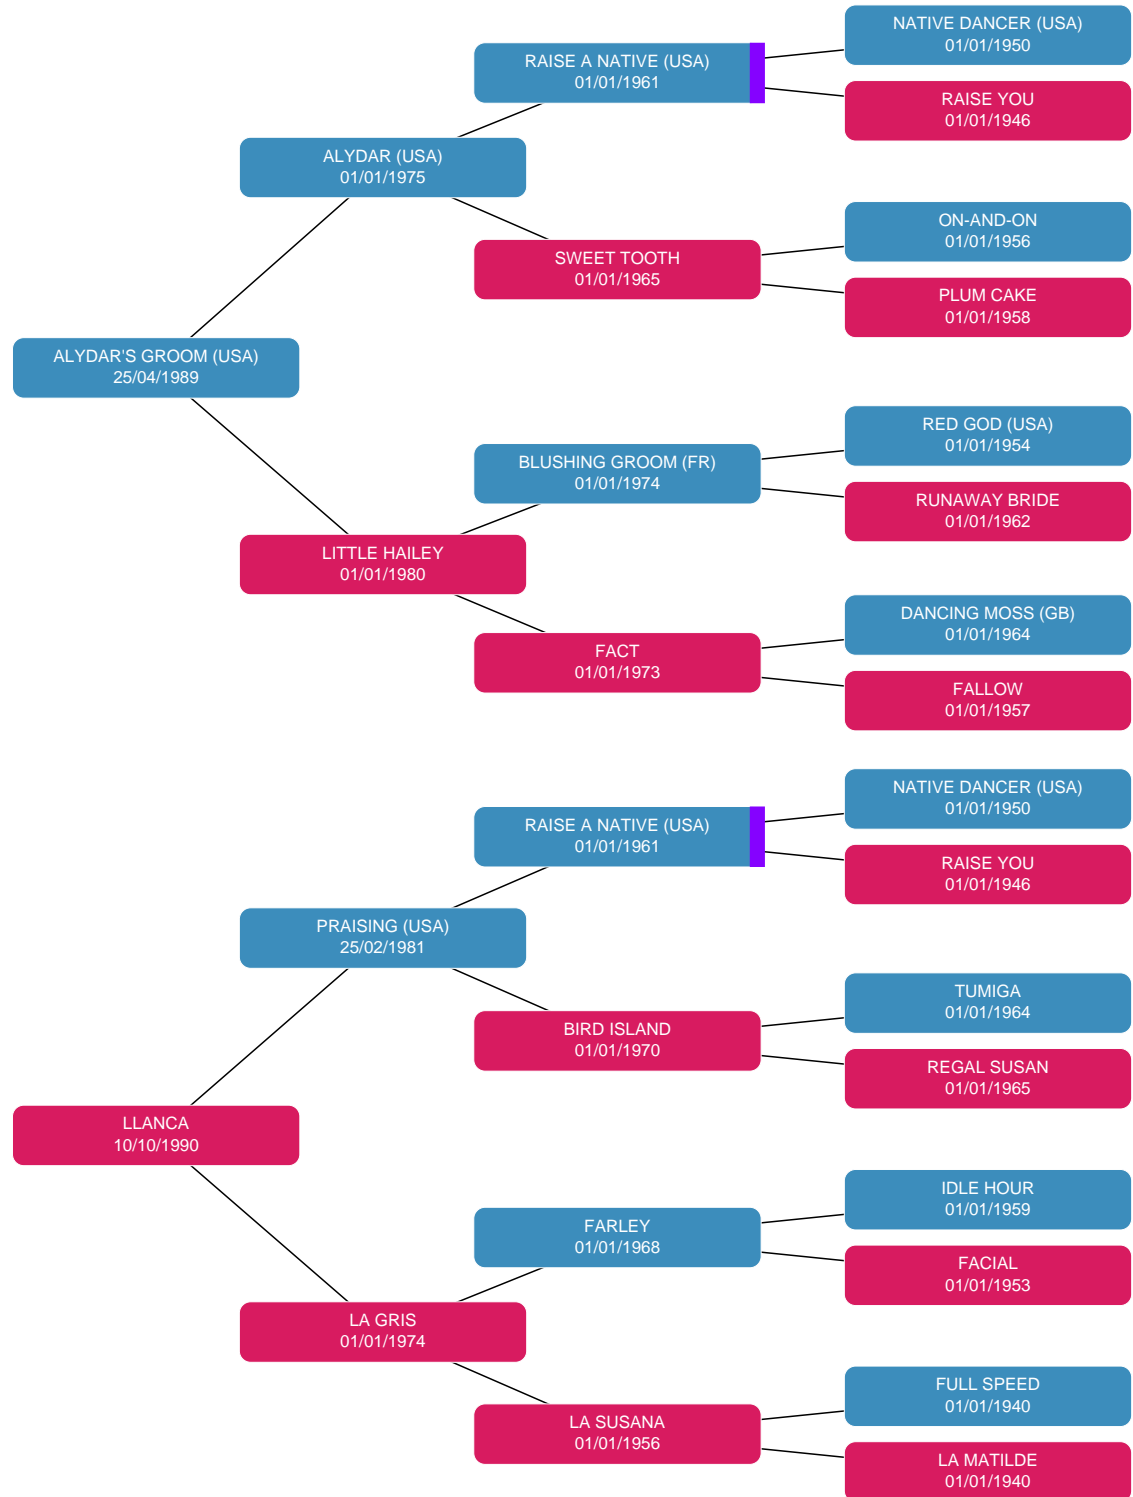 NATIVE DANCER (USA)
01/01/1950
RAISE A NATIVE (USA)
01/01/1961
RAISE YOU
01/01/1946
ALYDAR (USA)
01/01/1975
ON-AND-ON
01/01/1956
SWEET TOOTH
01/01/1965
PLUM CAKE
01/01/1958
ALYDAR'S GROOM (USA)
25/04/1989
RED GOD (USA)
01/01/1954
BLUSHING GROOM (FR)
01/01/1974
RUNAWAY BRIDE
01/01/1962
LITTLE HAILEY
01/01/1980
DANCING MOSS (GB)
01/01/1964
FACT
01/01/1973
FALLOW
01/01/1957
NATIVE DANCER (USA)
01/01/1950
RAISE A NATIVE (USA)
01/01/1961
RAISE YOU
01/01/1946
PRAISING (USA)
25/02/1981
TUMIGA
01/01/1964
BIRD ISLAND
01/01/1970
REGAL SUSAN
01/01/1965
LLANCA
10/10/1990
IDLE HOUR
01/01/1959
FARLEY
01/01/1968
FACIAL
01/01/1953
LA GRIS
01/01/1974
FULL SPEED
01/01/1940
LA SUSANA
01/01/1956
LA MATILDE
01/01/1940